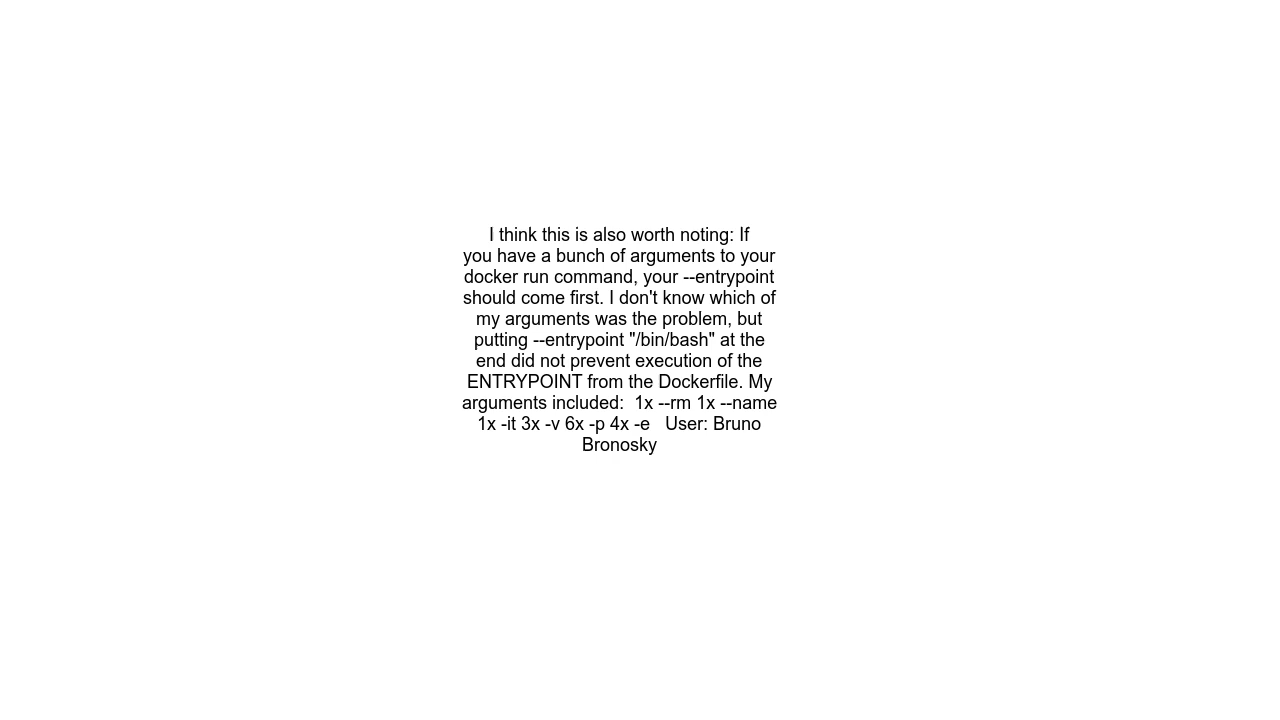 I think this is also worth noting: If
you have a bunch of arguments to your
docker run command, your --entrypoint
should come first. I don't know which of
my arguments was the problem, but
putting --entrypoint "/bin/bash" at the
end did not prevent execution of the
ENTRYPOINT from the Dockerfile. My
arguments included:  1x --rm 1x --name
1x -it 3x -v 6x -p 4x -e   User: Bruno
Bronosky